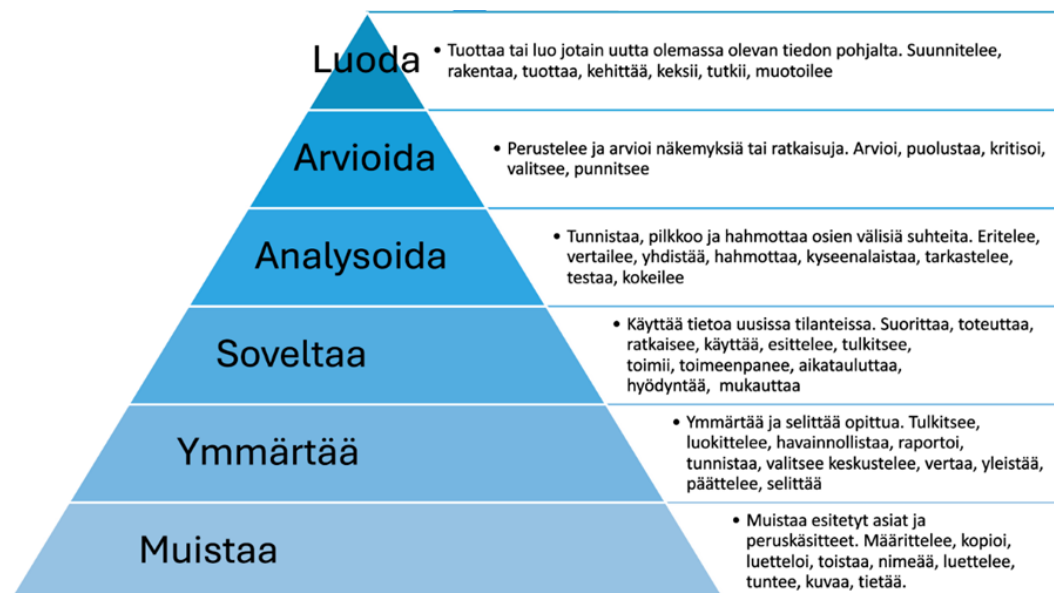 Luoda
• Tuottaa tai luo jotain uutta olemassa olevan tiedon pohjalta. Suunnitelee,
rakentaa, tuottaa, kehittää, keksii, tutkii, muotoilee
Arvioida
• Perustelee ja arvioi näkemyksiä tai ratkaisuja. Arvioi, puolustaa, kritisoi,
valitsee, punnitsee
Analysoida
• Tunnistaa, pilkkoo ja hahmottaa osien välisiä suhteita. Eritelee,
vertailee, yhdistää, hahmottaa, kyseenalaistaa, tarkastelee,
testaa, kokeilee
Soveltaa
• Käyttää tietoa uusissa tilanteissa. Suorittaa, toteuttaa,
ratkaisee, käyttää, esittelee, tulkitsee,
toimii, toimeenpanee, aikatauluttaa,
hyödyntää, mukauttaa
Ymmärtää
• Ymmärtää ja selittää opittua. Tulkitsee,
luokittelee, havainnollistaa, raportoi,
tunnistaa, valitsee keskustelee, vertaa, yleistää,
päättelee, selittää
Muistaa
• Muistaa esitetyt asiat ja
peruskäsitteet. Määrittelee, kopioi,
luetteloi, toistaa, nimeää, luettelee,
tuntee, kuvaa, tietää.